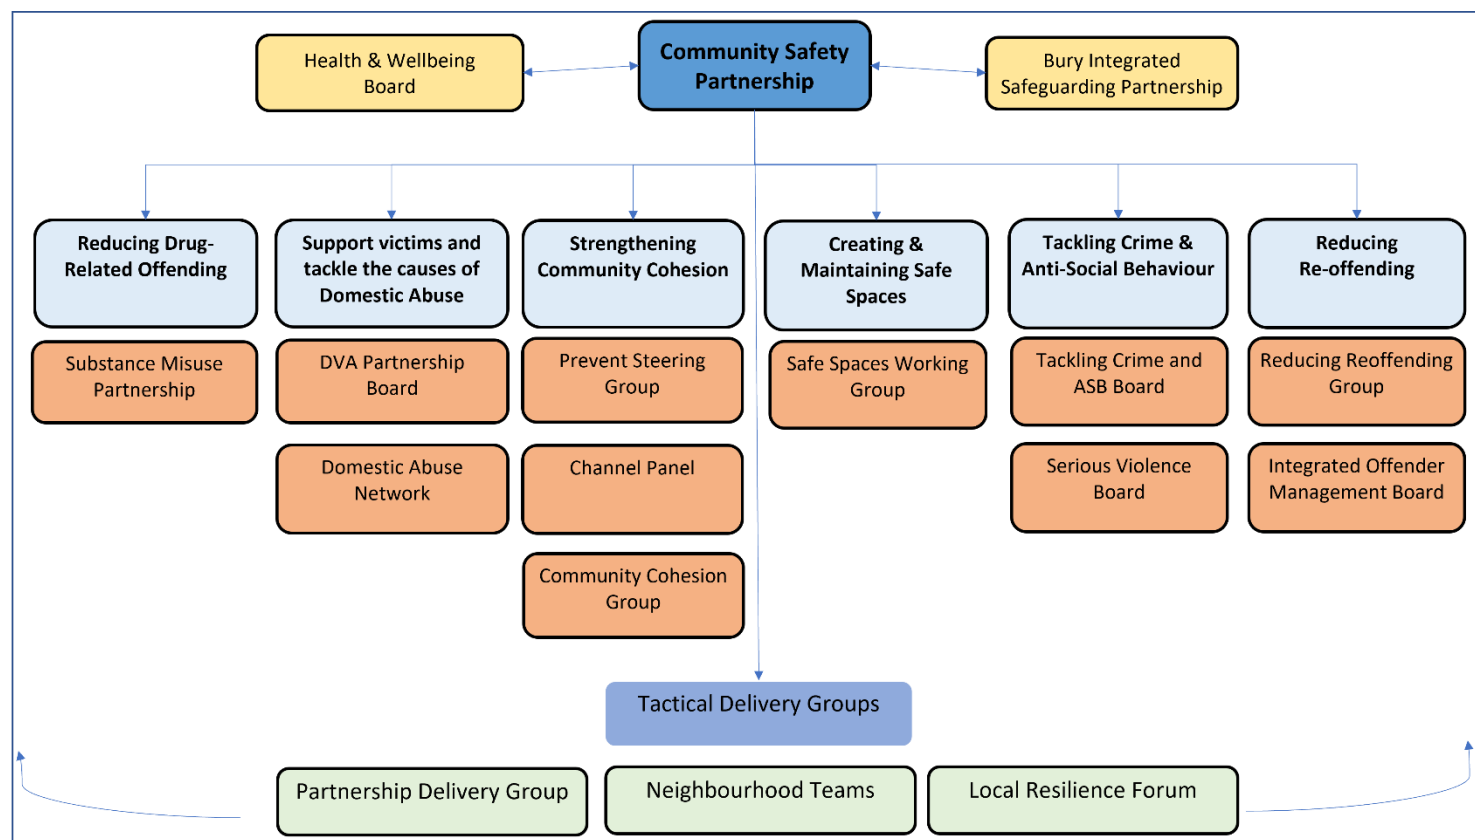 Health & Wellbeing
Board
Community Safety
Partnership
Bury Integrated
Safeguarding Partnership
Reducing Drug-
Related Offending
Support victims and
tackle the causes of
Domestic Abuse
Strengthening
Community Cohesion
Creating &
Maintaining Safe
Spaces
Tackling Crime &
Anti-Social Behaviour
Reducing
Re-offending
Substance Misuse
Partnership
DVA Partnership
Board
Prevent Steering
Group
Safe Spaces Working
Group
Tackling Crime and
ASB Board
Reducing Reoffending
Group
Domestic Abuse
Network
Channel Panel
Serious Violence
Board
Integrated Offender
Management Board
Community Cohesion
Group
Tactical Delivery Groups
Partnership Delivery Group
Neighbourhood Teams
Local Resilience Forum